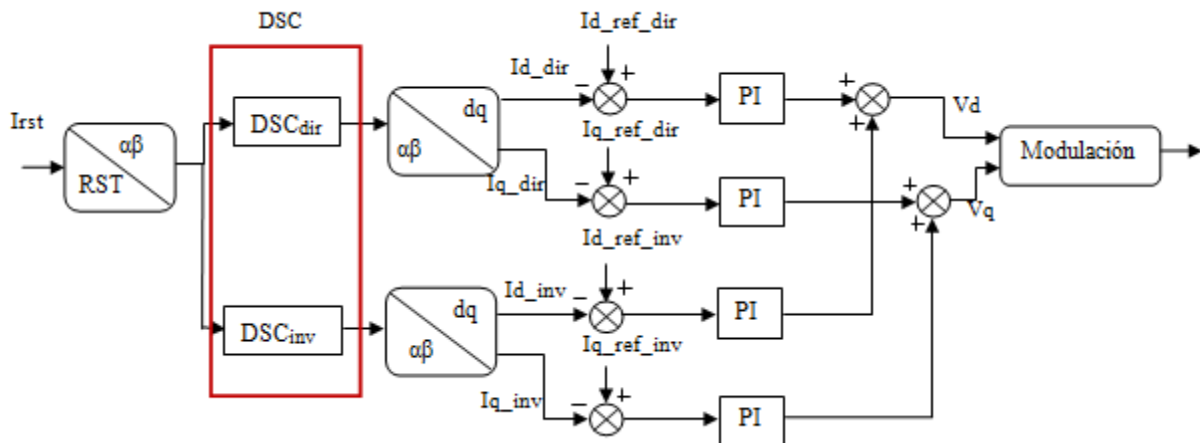 DSC
Id_ref_dir
Id_dir
−
+
PI
+
+
Vd
Irst
αβ
RST
DSCdir
dq
αβ
Iq_ref_dir
Iq_dir
−
+
PI
+
+
Vq
Modulación
Id_ref_inv
DSCinv
dq
αβ
Id_inv
−
+
PI
Iq_ref_inv
Iq_inv
−
+
PI